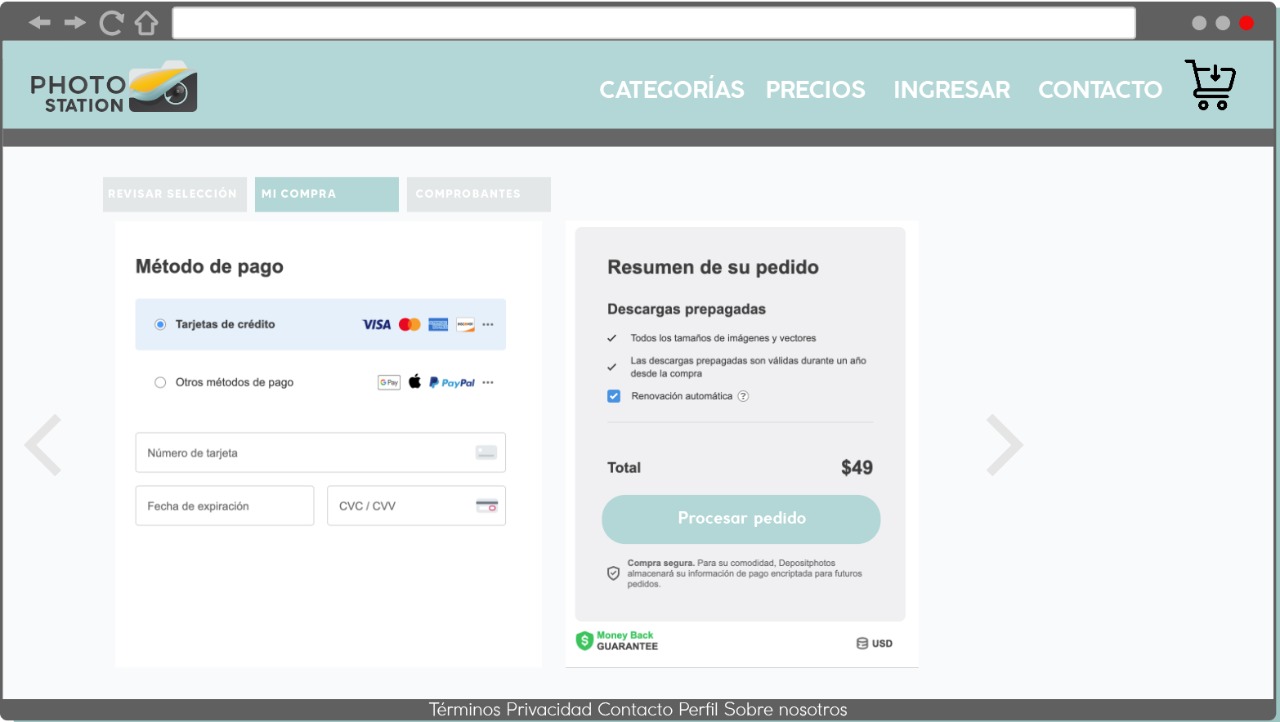 PHOTO
STATION
CATEGORÍAS PRECIOS INGRESAR CONTACTO
REVISAR SELECCIÓN MI COMPRA COMPROBANTES
Método de pago
Tarjetas de crédito VISA
Otros métodos de pago G Pay PayPal
Número de tarjeta
Fecha de expiración CVC / CVV
Resumen de su pedido
Descargas prepagadas
Todos los tamaños de imágenes y vectores
Las descargas prepagadas son válidas durante un año
desde la compra
Renovación automática ?
Total $49
Procesar pedido
Compra segura. Para su comodidad, Depositphotos
almacenará su información de pago encriptada para futuros
pedidos.
$ Money Back
GUARANTEE
USD
Términos Privacidad Contacto Perfil Sobre nosotros